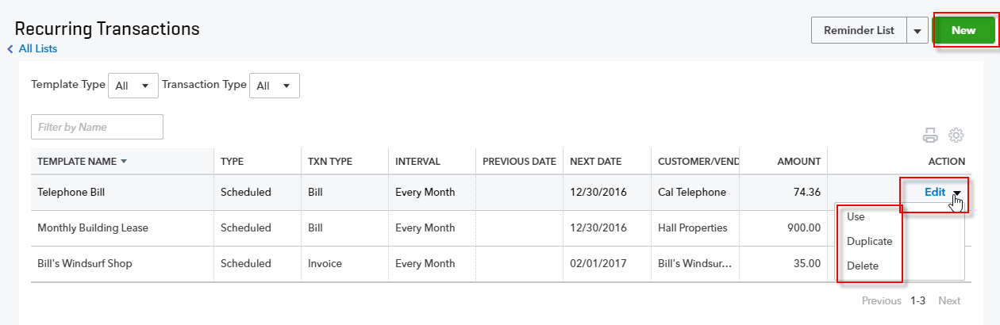 Recurring Transactions
Reminder List
New
All Lists
Template Type All Transaction Type All
Filter by Name
TEMPLATE NAME TYPE TXN TYPE INTERVAL PREVIOUS DATE NEXT DATE CUSTOMER/VEND AMOUNT ACTION
Telephone Bill Scheduled Bill Every Month 12/30/2016 Cal Telephone 74.36 Edit
Use
Monthly Building Lease Scheduled Bill Every Month 12/30/2016 Hall Properties 900.00
Duplicate
Bill's Windsurf Shop Scheduled Invoice Every Month 02/01/2017 Bill's Windsur... 35.00
Delete
Previous 1-3 Next